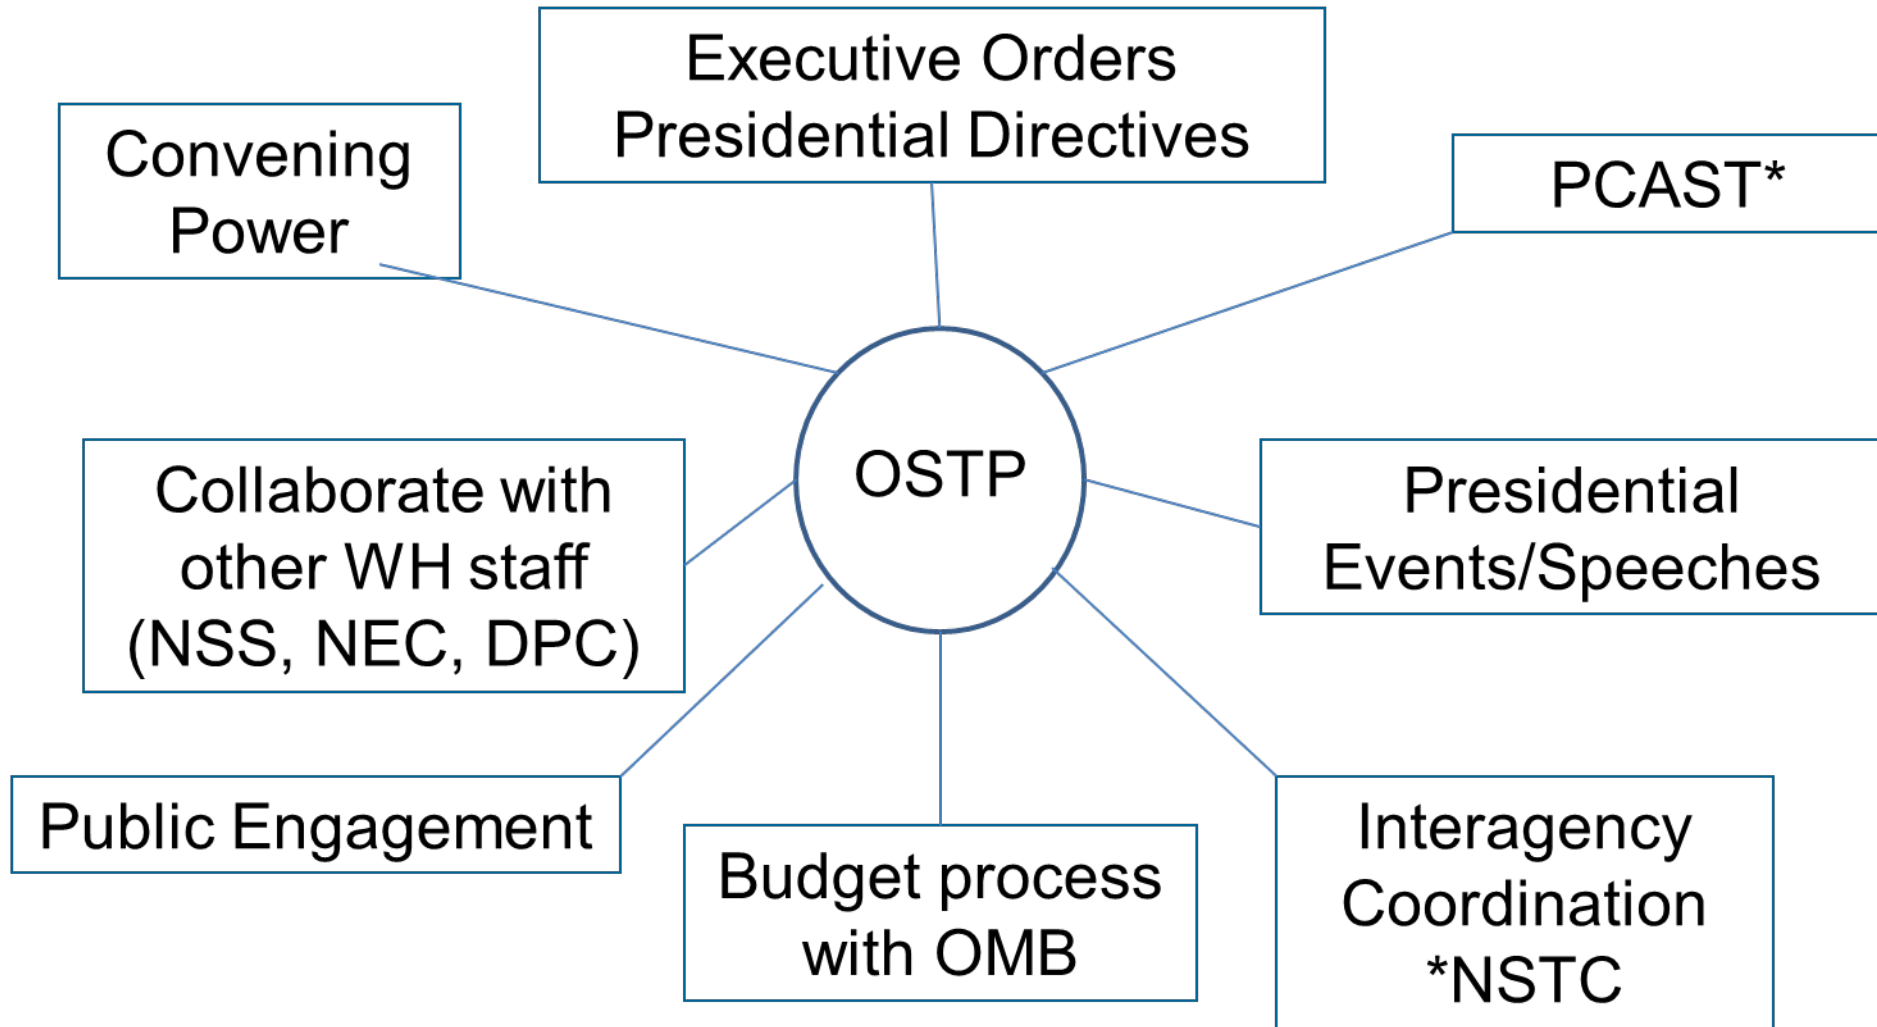 Executive Orders
Presidential Directives
Convening
Power
PCAST*
OSTP
Collaborate with
other WH staff
(NSS, NEC, DPC)
Presidential
Events/Speeches
Public Engagement
Budget process
with OMB
Interagency
Coordination
*NSTC